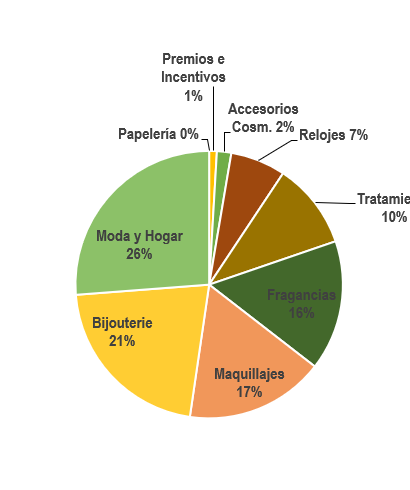 Premios e
Incentivos
1%
Accesorios
Cosm. 2%
Papelería 0%
Relojes 7%
Tratamie
10%
Moda y Hogar
26%
Fragancias
16%
Bijouterie
21%
Maquillajes
17%